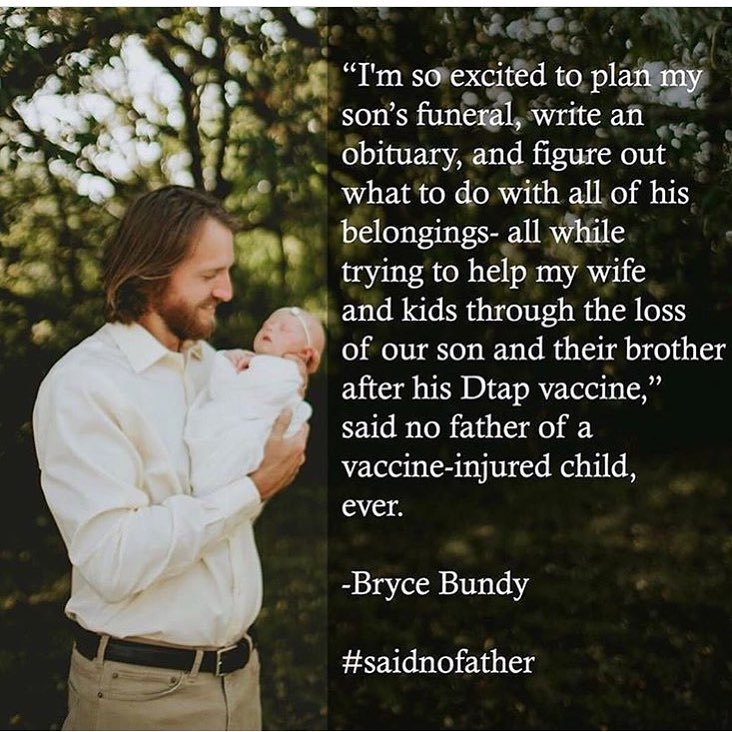 “I'm so excited to plan my
son’s funeral, write an
obituary, and figure out
what to do with all of his
belongings- all while
trying to help my wife
and kids through the loss
of our son and their brother
after his Dtap vaccine,”
said no father of a
vaccine-injured child,
ever.
-Bryce Bundy
#saidnofather